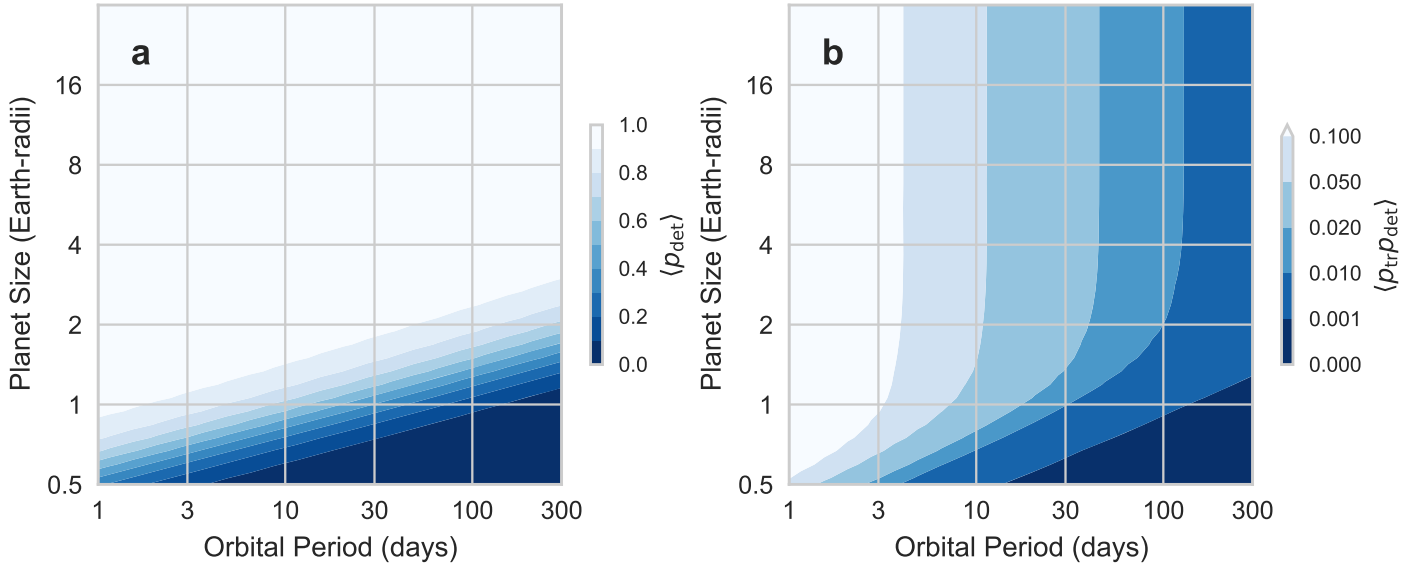 a
Planet Size (Earth-radii)
16
8
4
2
1
0.5
1 3 10 30 100 300
Orbital Period (days)
1.0
0.8
0.6
0.4
0.2
0.0
⟨p_det⟩
b
Planet Size (Earth-radii)
16
8
4
2
1
0.5
1 3 10 30 100 300
Orbital Period (days)
0.100
0.050
0.020
0.010
0.001
0.000
⟨p_tr p_det⟩